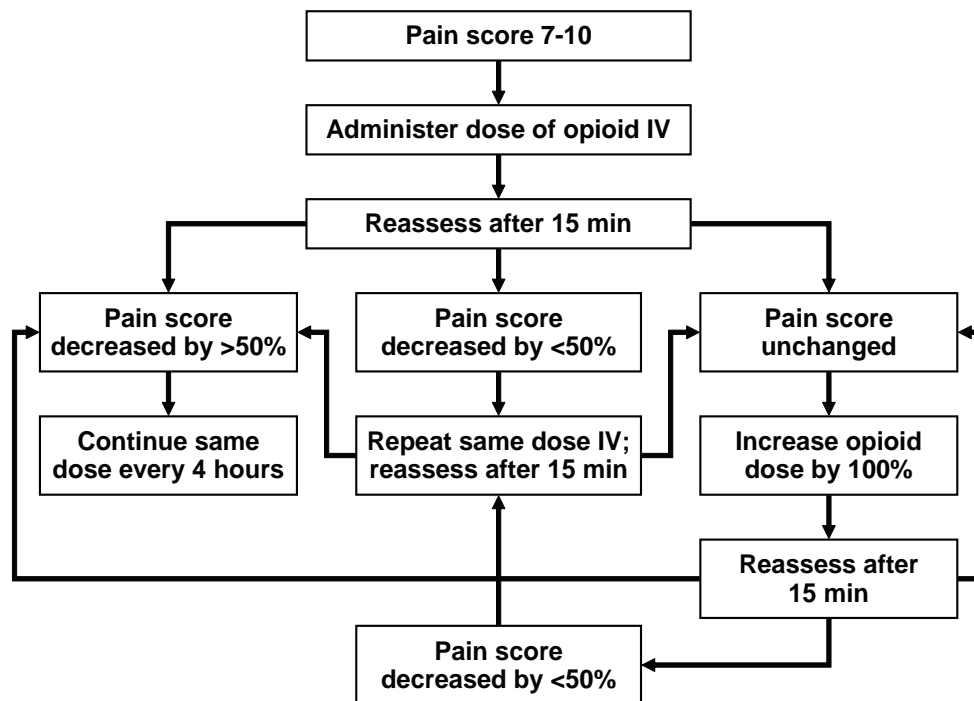 Pain score 7-10
Administer dose of opioid IV
Reassess after 15 min
Pain score
decreased by >50%
Pain score
decreased by <50%
Pain score
unchanged
Continue same
dose every 4 hours
Repeat same dose IV;
reassess after 15 min
Increase opioid
dose by 100%
Reassess after
15 min
Pain score
decreased by <50%